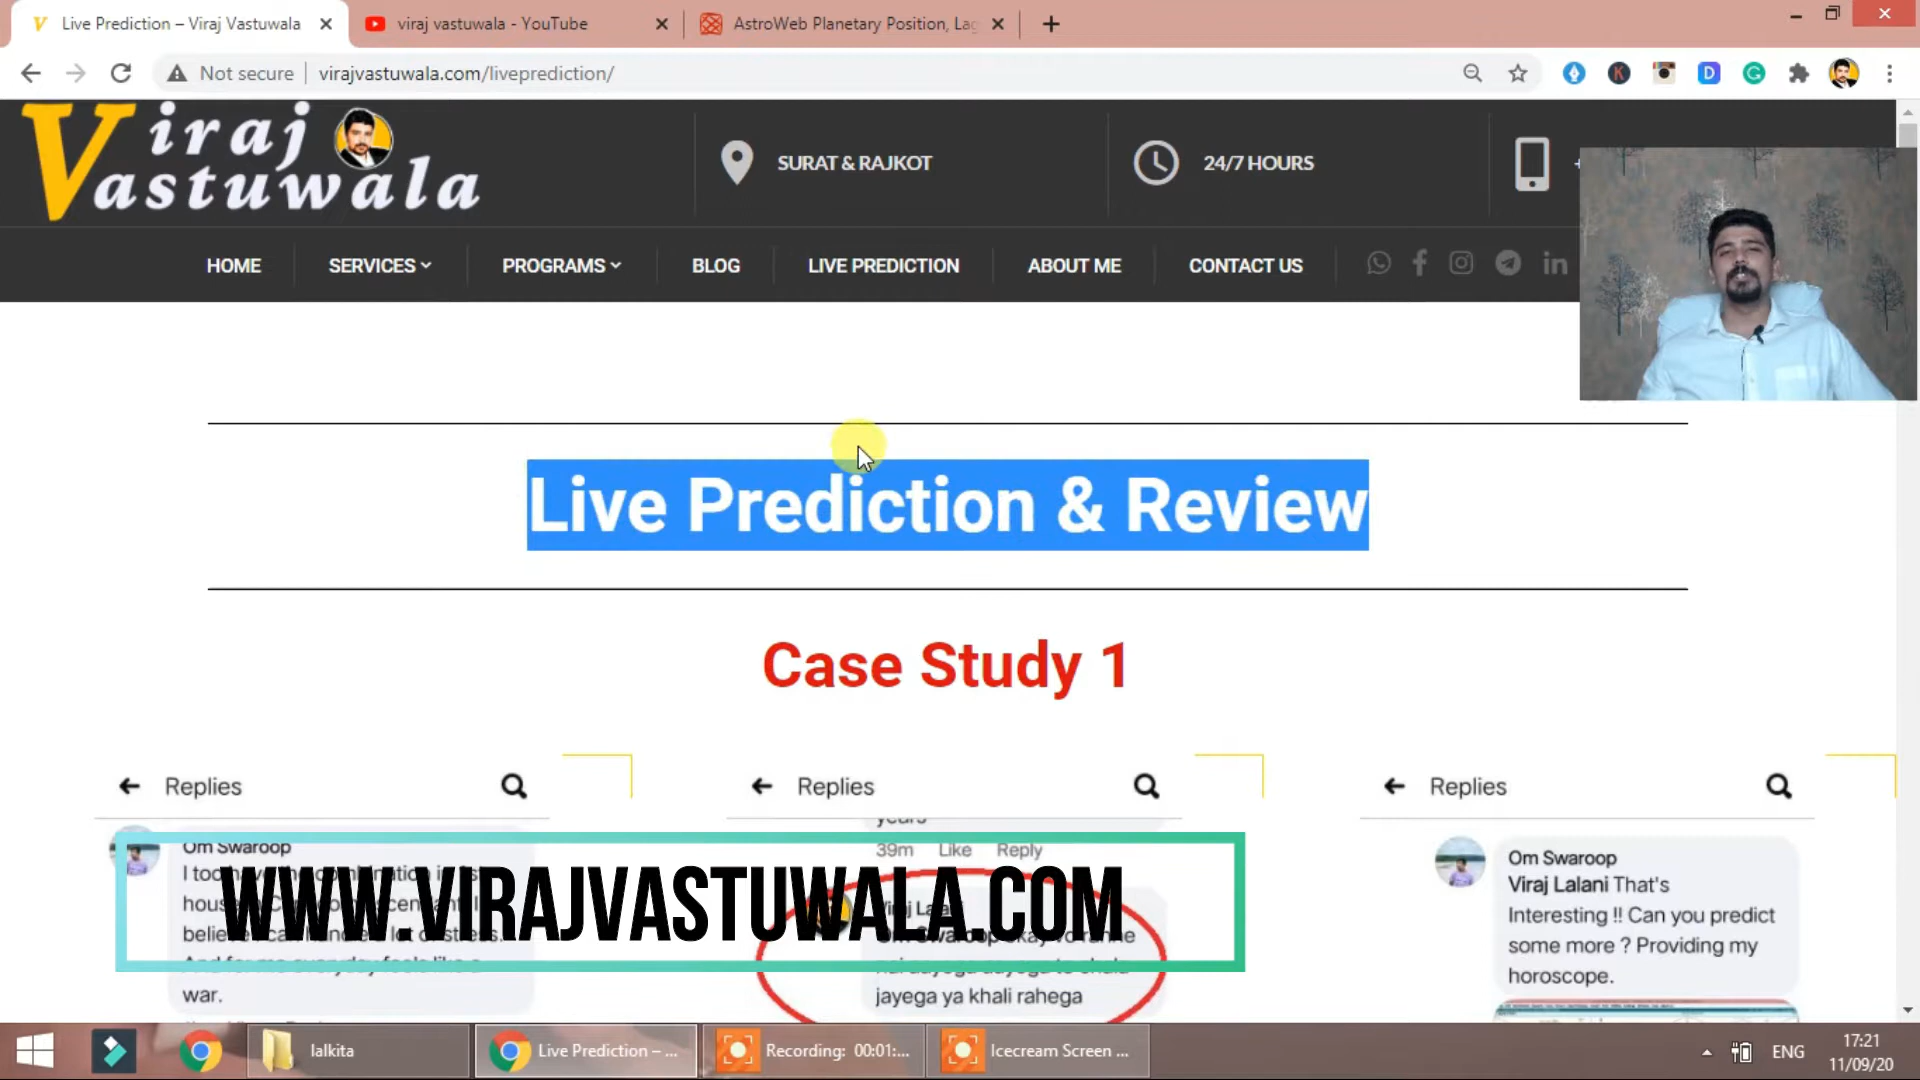 Live Prediction – Viraj Vastuwala
viraj vastuwala - YouTube
AstroWeb Planetary Position, Lag
Not secure
virajvastuwala.com/liveprediction/
Viraj
Vastuwala
SURAT & RAJKOT
24/7 HOURS
HOME
SERVICES
PROGRAMS
BLOG
LIVE PREDICTION
ABOUT ME
CONTACT US
Live Prediction & Review
Case Study 1
Replies
Replies
Replies
Om Swaroop
war.
years
39m Like Reply
jayega ya khali rahega
WWW.VIRAJVASTUWALA.COM
Om Swaroop
Viraj Lalani That's
Interesting !! Can you predict
some more ? Providing my
horoscope.
lalkita
Live Prediction – ...
Recording: 00:01:...
Icecream Screen ...
ENG
17:21
11/09/20